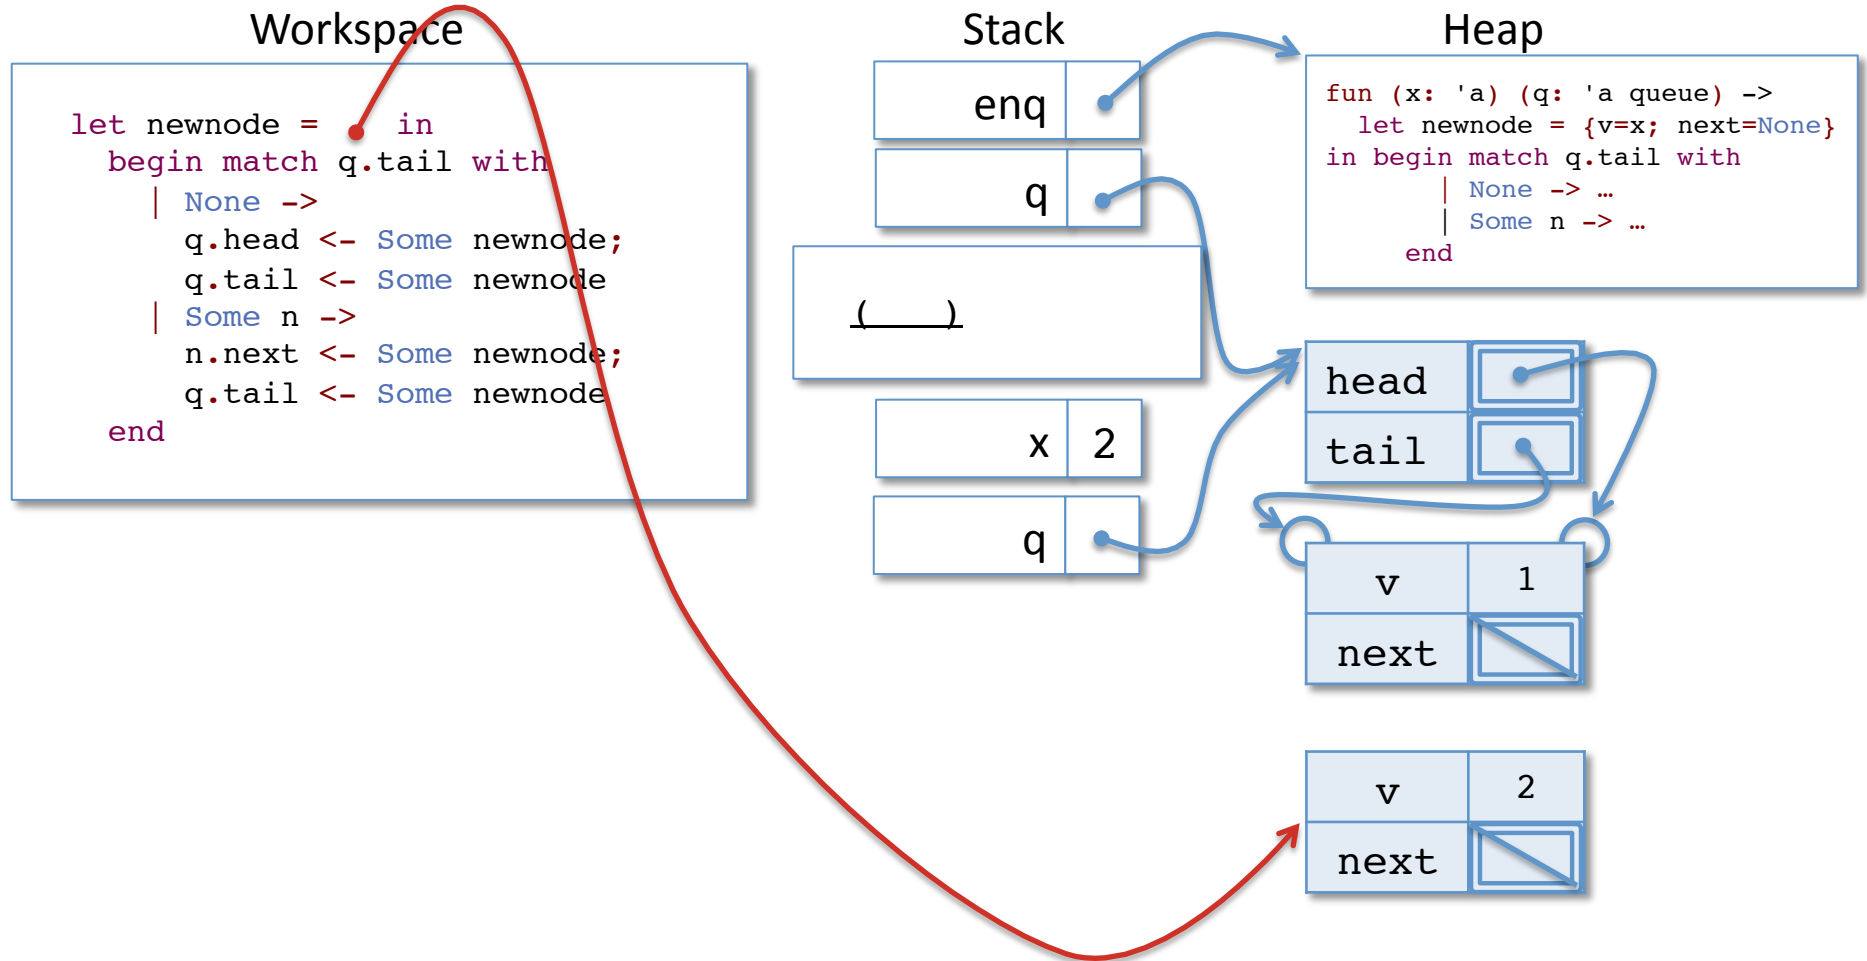 Workspace
let newnode = in
begin match q.tail with
| None ->
q.head <- Some newnode;
q.tail <- Some newnode
| Some n ->
n.next <- Some newnode;
q.tail <- Some newnode
end
Stack
enq
q
( )
x 2
q
Heap
fun (x: 'a) (q: 'a queue) ->
let newnode = {v=x; next=None}
in begin match q.tail with
| None -> …
| Some n -> …
end
head
tail
v 1
next
v 2
next